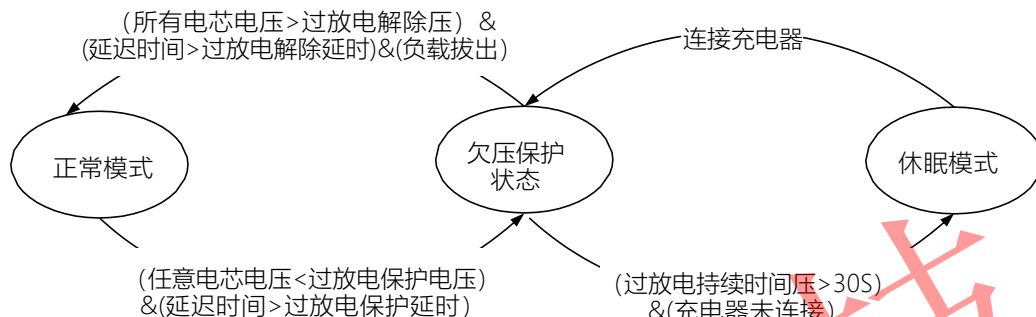 （所有电芯电压>过放电解除压）&
(延迟时间>过放电解除延时)&(负载拔出)
连接充电器
正常模式
欠压保护
状态
休眠模式
(任意电芯电压<过放电保护电压)
&(延迟时间>过放电保护延时)
(过放电持续时间压>30S)
&(充电器未连接)